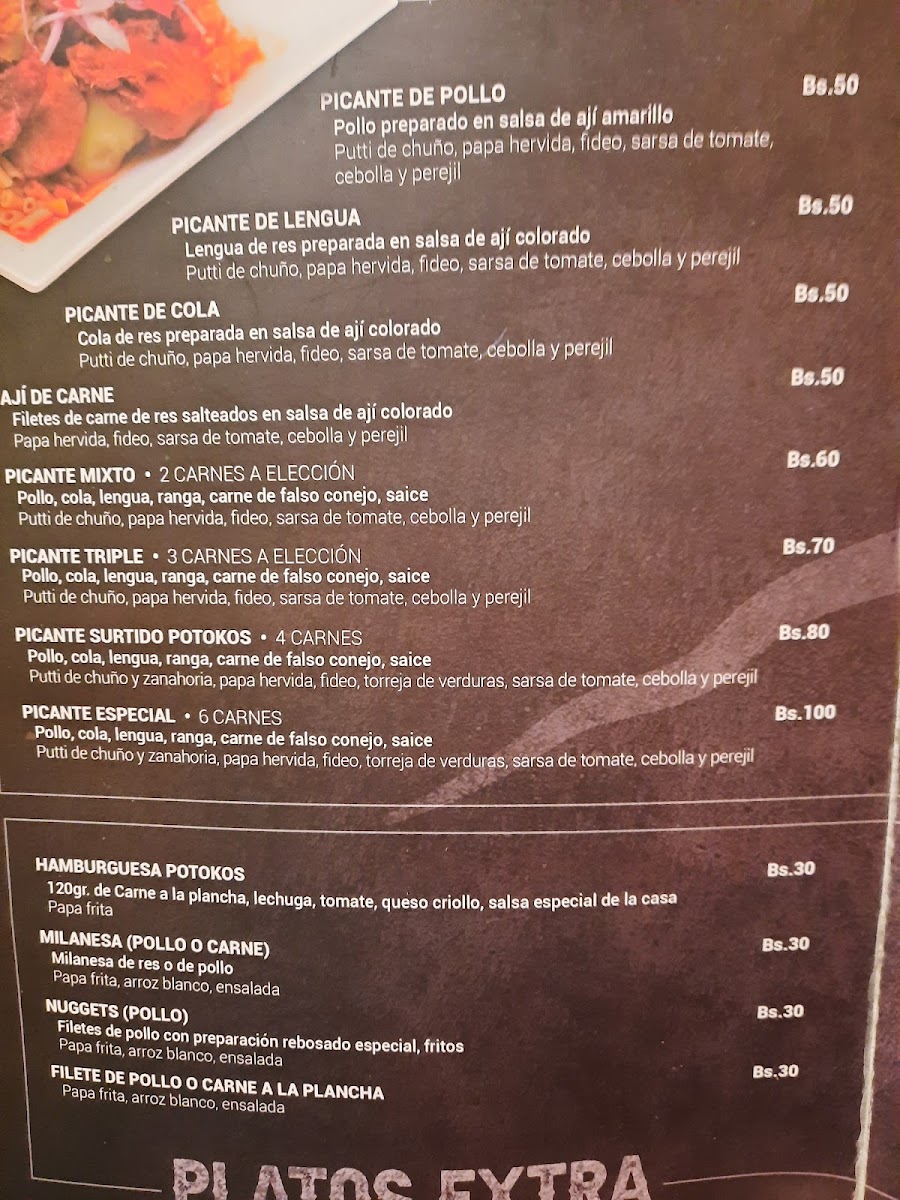 PICANTE DE POLLO Bs.50
Pollo preparado en salsa de ají amarillo
Putti de chuño, papa hervida, fideo, sarsa de tomate,
cebolla y perejil
PICANTE DE LENGUA Bs.50
Lengua de res preparada en salsa de ají colorado
Putti de chuño, papa hervida, fideo, sarsa de tomate, cebolla y perejil
PICANTE DE COLA Bs.50
Cola de res preparada en salsa de ají colorado
Putti de chuño, papa hervida, fideo, sarsa de tomate, cebolla y perejil
AJÍ DE CARNE Bs.50
Filetes de carne de res salteados en salsa de ají colorado
Papa hervida, fideo, sarsa de tomate, cebolla y perejil
PICANTE MIXTO • 2 CARNES A ELECCIÓN Bs.60
Pollo, cola, lengua, ranga, carne de falso conejo, saice
Putti de chuño, papa hervida, fideo, sarsa de tomate, cebolla y perejil
PICANTE TRIPLE • 3 CARNES A ELECCIÓN Bs.70
Pollo, cola, lengua, ranga, carne de falso conejo, saice
Putti de chuño, papa hervida, fideo, sarsa de tomate, cebolla y perejil
PICANTE SURTIDO POTOKOS • 4 CARNES Bs.80
Pollo, cola, lengua, ranga, carne de falso conejo, saice
Putti de chuño y zanahoria, papa hervida, fideo, torreja de verduras, sarsa de tomate, cebolla y perejil
PICANTE ESPECIAL • 6 CARNES Bs.100
Pollo, cola, lengua, ranga, carne de falso conejo, saice
Putti de chuño y zanahoria, papa hervida, fideo, torreja de verduras, sarsa de tomate, cebolla y perejil
HAMBURGUESA POTOKOS Bs.30
120gr. de Carne a la plancha, lechuga, tomate, queso criollo, salsa especial de la casa
Papa frita
MILANESA (POLLO O CARNE) Bs.30
Milanesa de res o de pollo
Papa frita, arroz blanco, ensalada
NUGGETS (POLLO) Bs.30
Filetes de pollo con preparación rebosado especial, fritos
Papa frita, arroz blanco, ensalada
FILETE DE POLLO O CARNE A LA PLANCHA Bs.30
Papa frita, arroz blanco, ensalada
PLATOS EXTRA